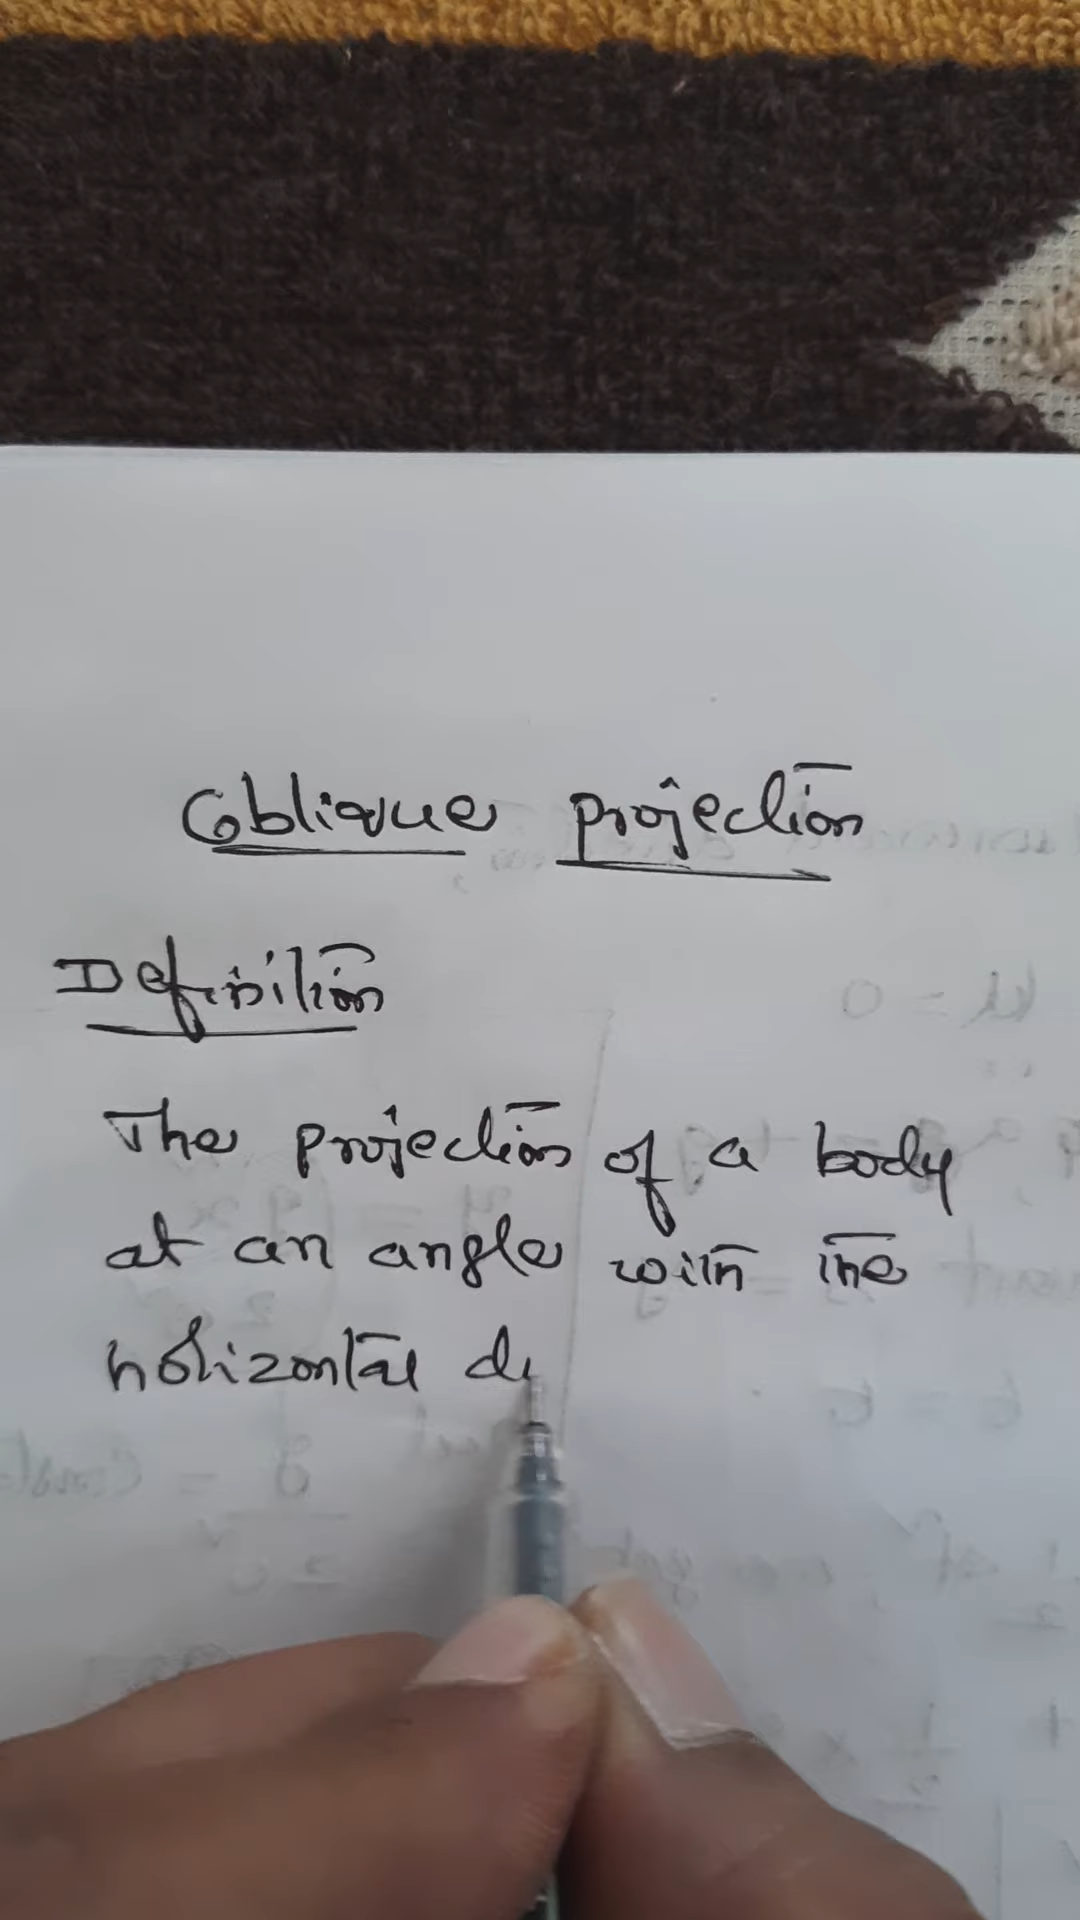 Oblique projection
Definition
The projection of a body
at an angle with the
horizontal di